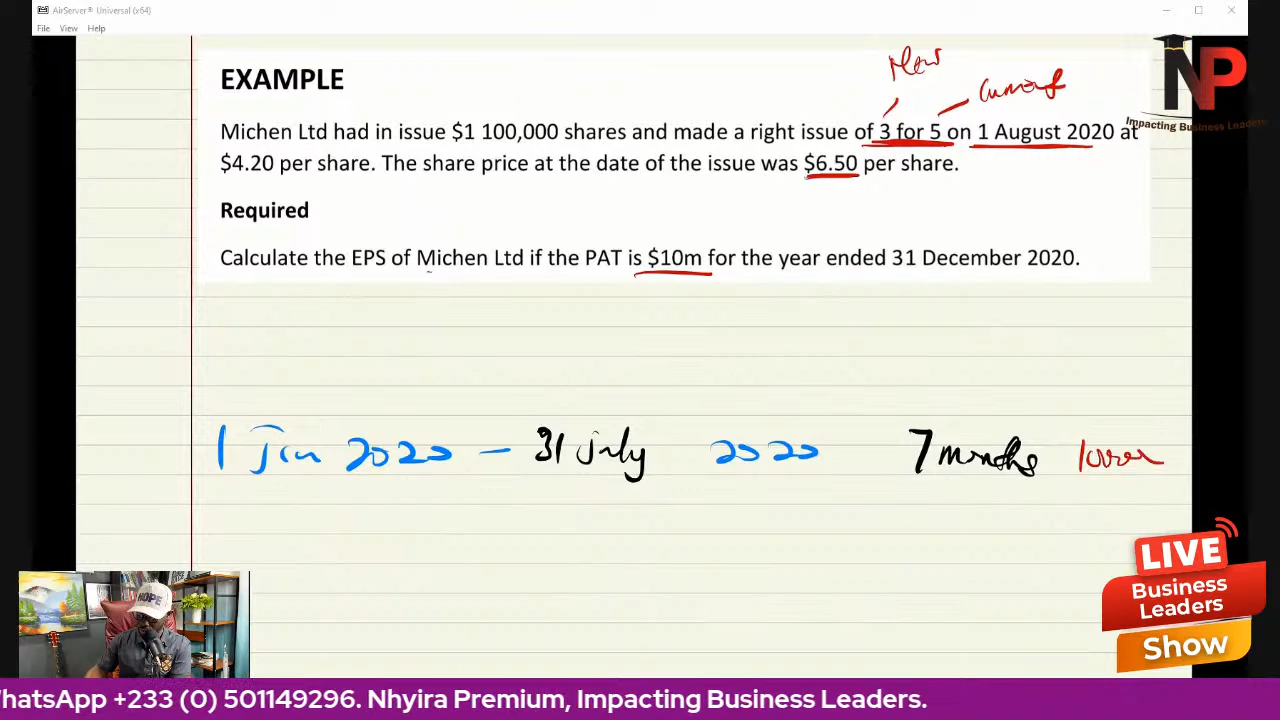 AirServer® Universal (x64)
File View Help
NP
Impacting Business Leaders
New
Current
EXAMPLE
Michen Ltd had in issue $1 100,000 shares and made a right issue of 3 for 5 on 1 August 2020 at
$4.20 per share. The share price at the date of the issue was $6.50 per share.
Required
Calculate the EPS of Michen Ltd if the PAT is $10m for the year ended 31 December 2020.
1 Jan 2020 – 31 July 2020 7 months
HOPE
LIVE
Business
Leaders
Show
WhatsApp +233 (0) 501149296. Nhyira Premium, Impacting Business Leaders.